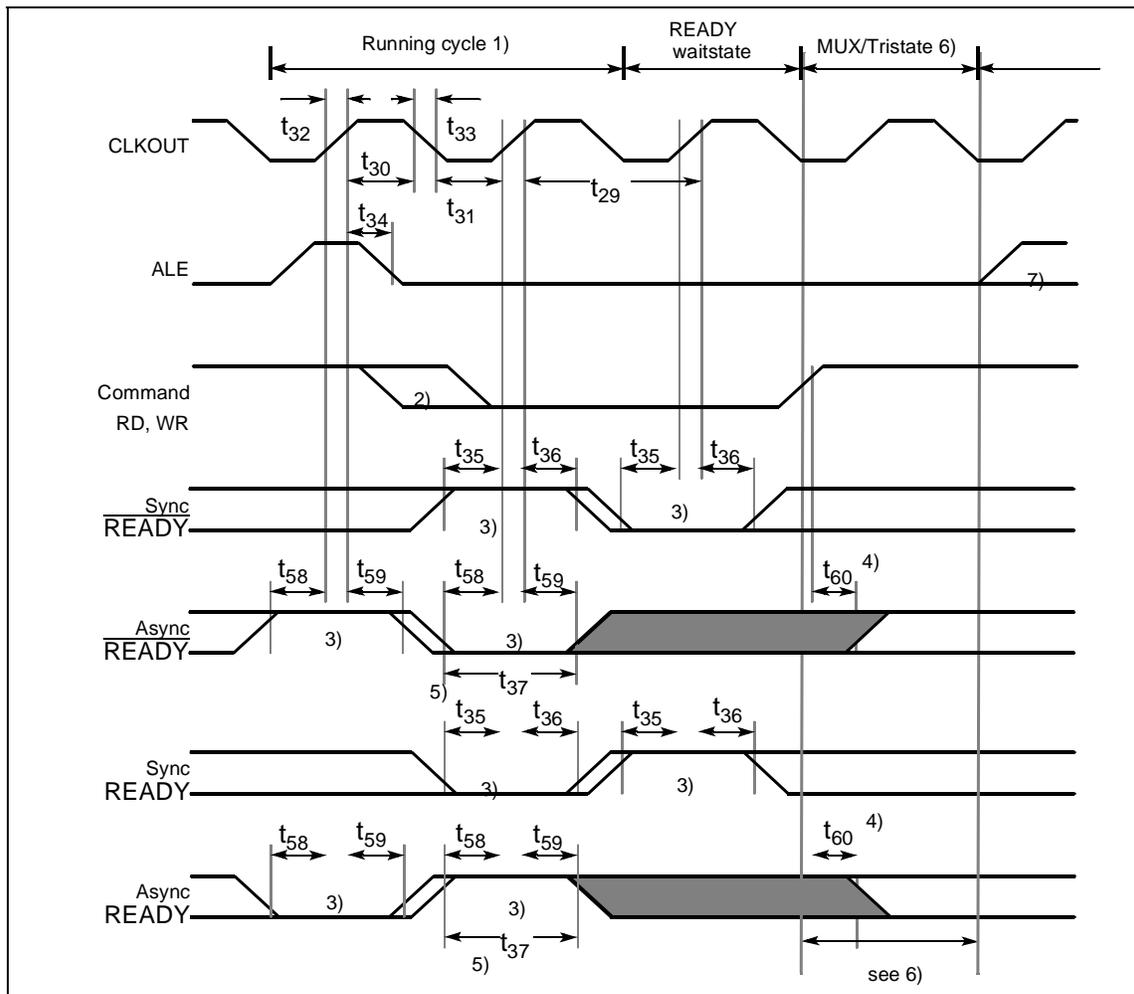 Running cycle 1)
READY
waitstate
MUX/Tristate 6)
CLKOUT
t32
t33
t30
t31
t29
t34
ALE
7)
Command
RD, WR
2)
t35
t36
t35
t36
Sync
READY
3)
3)
t58
t59
t58
t59
t60
4)
Async
READY
3)
3)
5)
t37
t35
t36
t35
t36
Sync
READY
3)
3)
t58
t59
t58
t59
t60
4)
Async
READY
3)
3)
t37
5)
see 6)